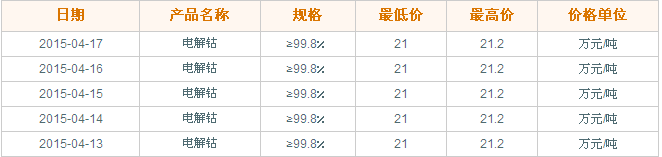 日期 产品名称 规格 最低价 最高价 价格单位
2015-04-17 电解钴 ≥99.8% 21 21.2 万元/吨
2015-04-16 电解钴 ≥99.8% 21 21.2 万元/吨
2015-04-15 电解钴 ≥99.8% 21 21.2 万元/吨
2015-04-14 电解钴 ≥99.8% 21 21.2 万元/吨
2015-04-13 电解钴 ≥99.8% 21 21.2 万元/吨